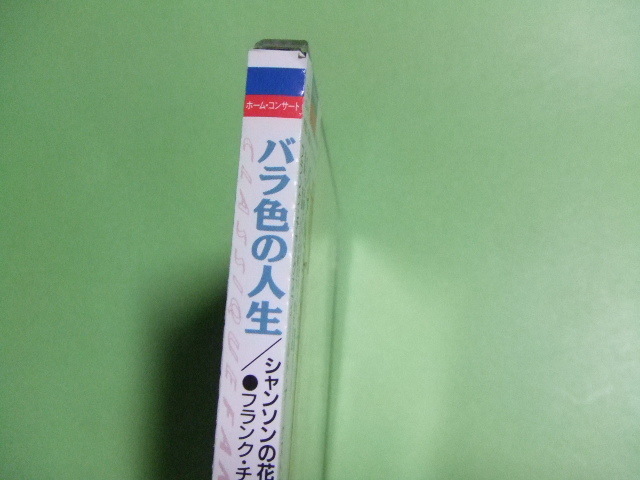 ホーム・コンサート
バラ色の人生/シャンソンの花
●フランク・チ